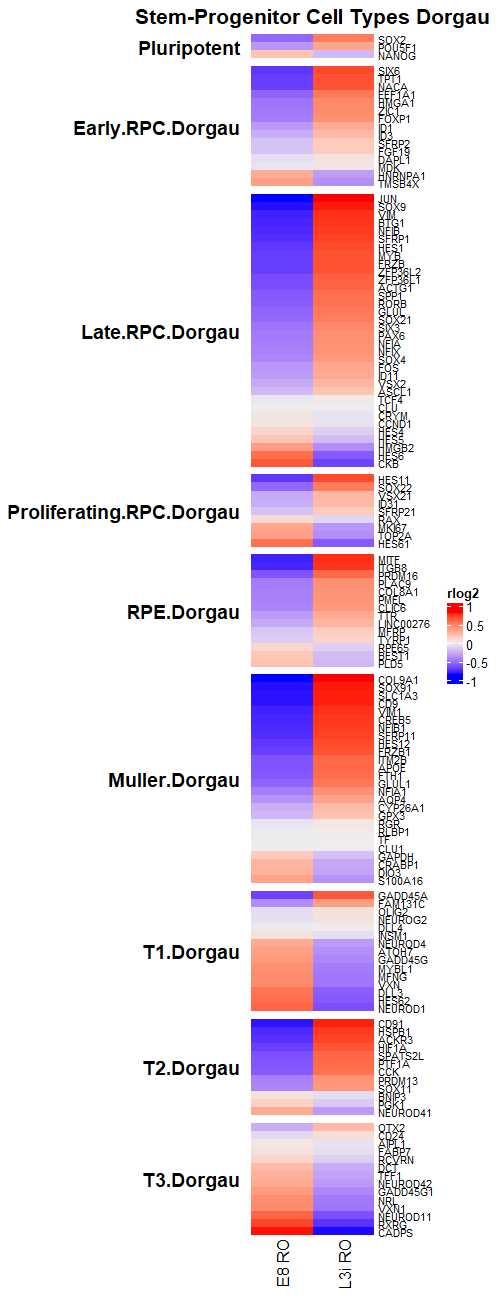 Stem-Progenitor Cell Types Dorgau
Pluripotent
SOX2
POU5F1
NANOG
Early.RPC.Dorgau
SIX6
TPT1
NACA
EEF1A1
HMGA1
ZIC1
FOXP1
ID1
ID3
SFRP2
FGF19
DAPL1
MDK
HNRNPA1
TMSB4X
Late.RPC.Dorgau
JUN
SOX9
VIM
BTG1
NFIB
SFRP1
HES1
MYB
FRZB
ZFP36L2
ZFP36L1
ACTG1
SPP1
RORB
GLUL
SOX21
SIX3
PAX6
NFIA
NFIX
SOX4
FOS
ID11
VSX2
ASCL1
TCF4
CLU
CRYM
CCND1
HES4
HES5
HMGB2
HES6
CKB
Proliferating.RPC.Dorgau
HES11
SOX22
VSX21
ID31
SFRP21
RAX
MKI67
TOP2A
HES61
RPE.Dorgau
MITF
ITGB8
PRDM16
PLAC9
COL8A1
PMEL
CLIC6
TTR
LINC00276
MFRP
TYRP1
RPE65
BEST1
PLD5
Muller.Dorgau
COL9A1
SOX91
SLC1A3
CD9
VIM1
CREB5
NFIB1
SFRP11
HES12
FRZB1
ITM2B
APOE
FTH1
GLUL1
NFIA1
AQP4
CYP26A1
GPX3
RGR
RLBP1
TF
CLU1
GAPDH
CRABP1
DIO3
S100A16
T1.Dorgau
GADD45A
FAM131C
OLIG2
NEUROG2
DLL4
INSM1
NEUROD4
ATOH7
GADD45G
MYBL1
MFNG
VXN
DLL3
HES62
NEUROD1
T2.Dorgau
CD91
HSPB1
ACKR3
HIF1A
SPATS2L
PTF1A
CCK
PRDM13
SOX11
BNIP3
PGK1
NEUROD41
T3.Dorgau
OTX2
CD24
AIPL1
FABP7
RCVRN
DCT
TFF1
NEUROD42
GADD45G1
NRL
VXN1
NEUROD11
RXRG
CADPS
E8 RO
L3i RO
rlog2
1
0.5
0
-0.5
-1